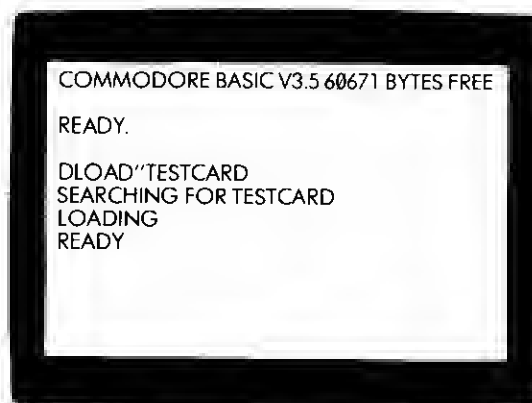 COMMODORE BASIC V3.5 60671 BYTES FREE
READY.
DLOAD"TESTCARD
SEARCHING FOR TESTCARD
LOADING
READY